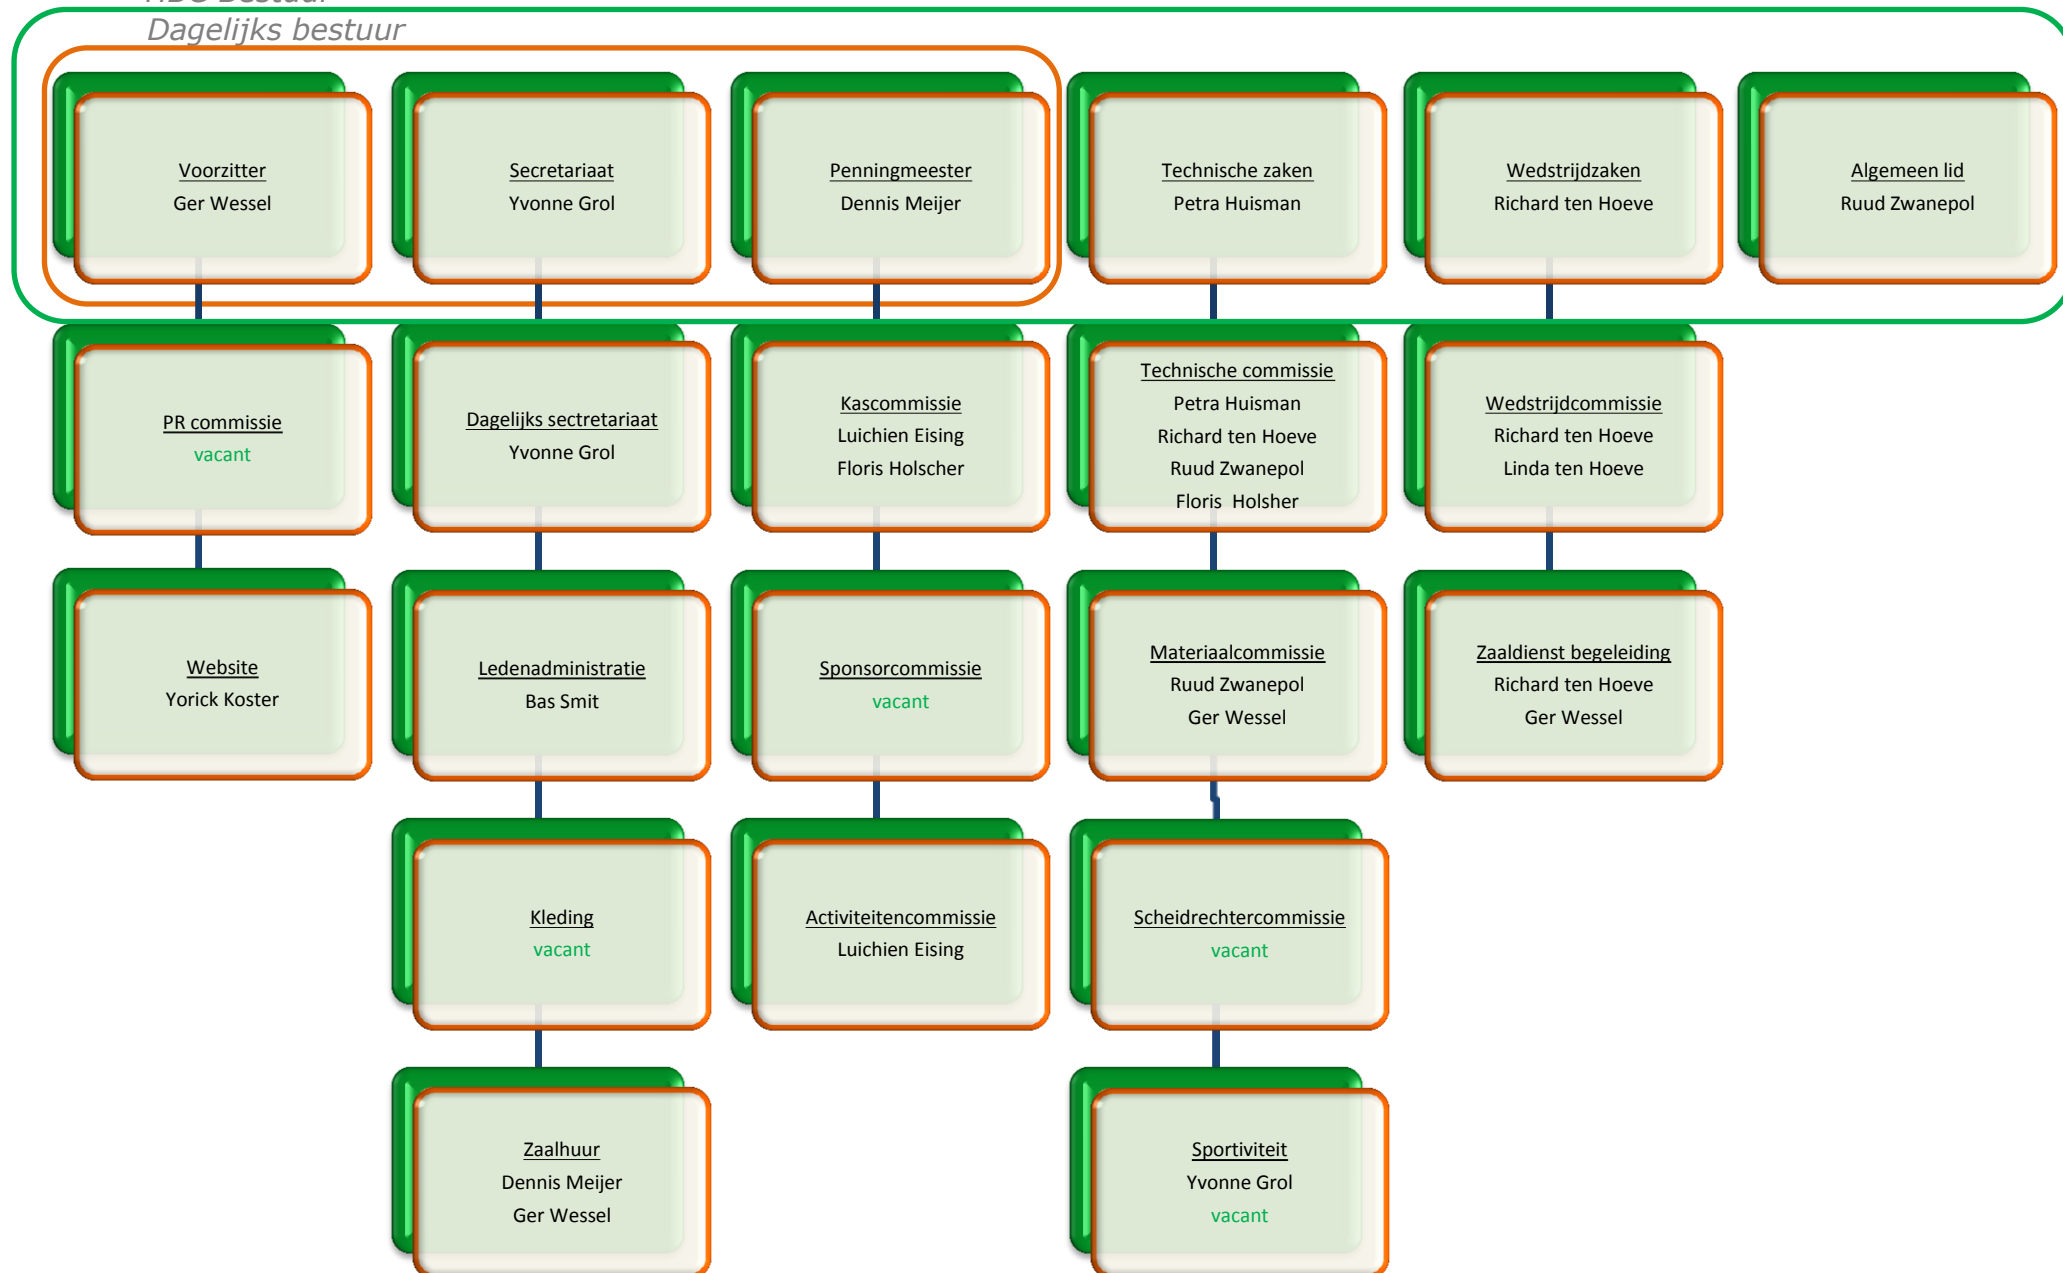 Dagelijks bestuur
Voorzitter
Ger Wessel
Secretariaat
Yvonne Grol
Penningmeester
Dennis Meijer
Technische zaken
Petra Huisman
Wedstrijdzaken
Richard ten Hoeve
Algemeen lid
Ruud Zwanepol
PR commissie
vacant
Dagelijks sectretariaat
Yvonne Grol
Kascommissie
Luichien Eising
Floris Holscher
Technische commissie
Petra Huisman
Richard ten Hoeve
Ruud Zwanepol
Floris Holsher
Wedstrijdcommissie
Richard ten Hoeve
Linda ten Hoeve
Website
Yorick Koster
Ledenadministratie
Bas Smit
Sponsorcommissie
vacant
Materiaalcommissie
Ruud Zwanepol
Ger Wessel
Zaaldienst begeleiding
Richard ten Hoeve
Ger Wessel
Kleding
vacant
Activiteitencommissie
Luichien Eising
Scheidrechtercommissie
vacant
Zaalhuur
Dennis Meijer
Ger Wessel
Sportiviteit
Yvonne Grol
vacant